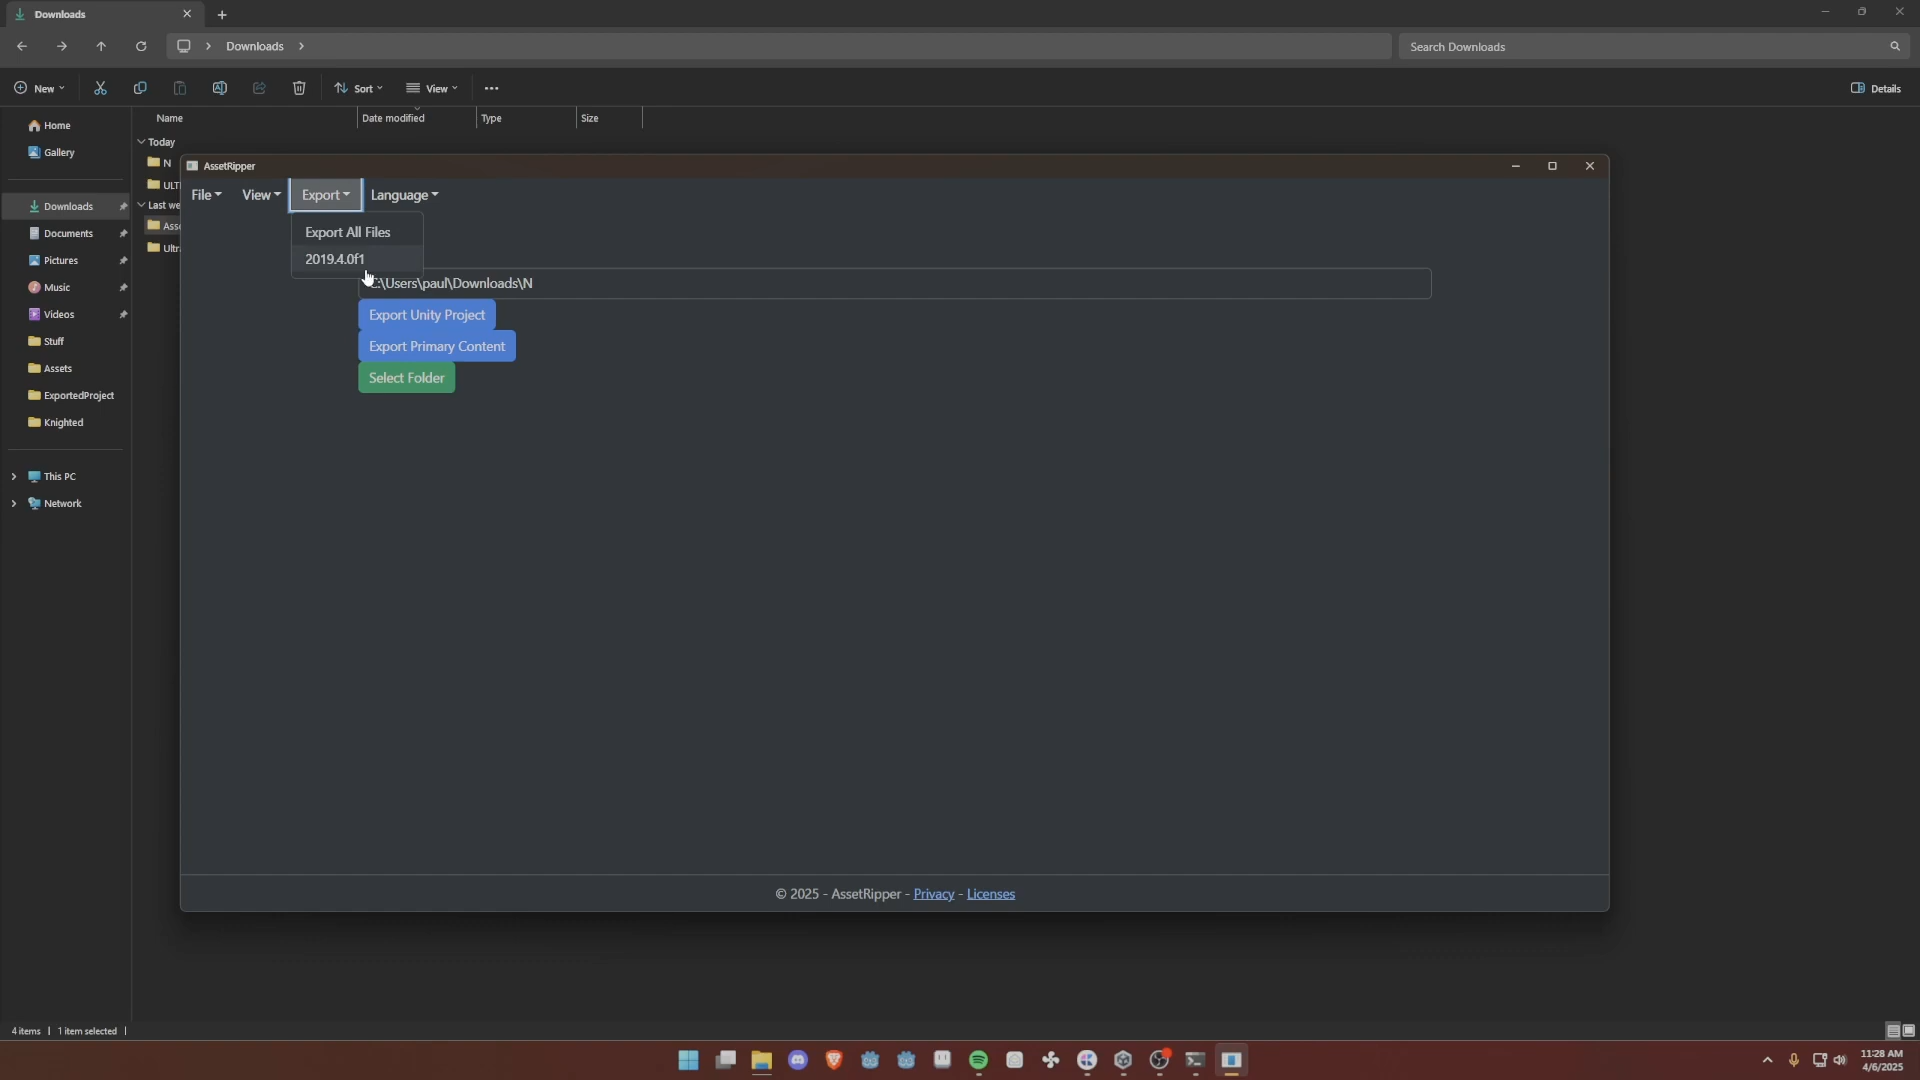 Downloads
Downloads
Search Downloads
New
Sort
View
Details
Name
Date modified
Type
Size
Home
Gallery
Downloads
Documents
Pictures
Music
Videos
Stuff
Assets
ExportedProject
Knighted
This PC
Network
Today
N
ULT
Last we
Ass
Ultr
AssetRipper
File
View
Export
Language
Export All Files
2019.4.0f1
C:\Users\paul\Downloads\N
Export Unity Project
Export Primary Content
Select Folder
© 2025 - AssetRipper - Privacy - Licenses
4 items
1 item selected
11:28 AM
4/6/2025